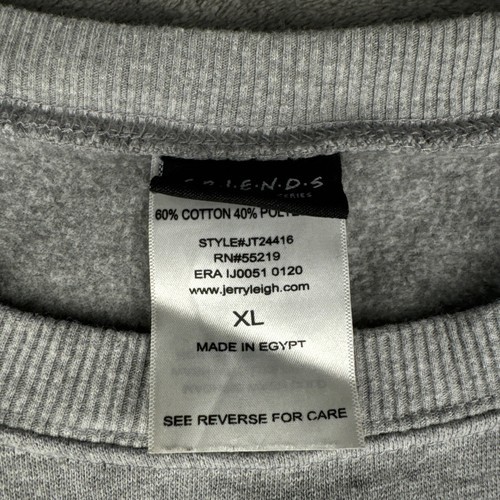 F·R·I·E·N·D·S
60% COTTON 40%
STYLE#JT24416
RN#55219
ERA IJ0051 0120
www.jerryleigh.com
XL
MADE IN EGYPT
SEE REVERSE FOR CARE